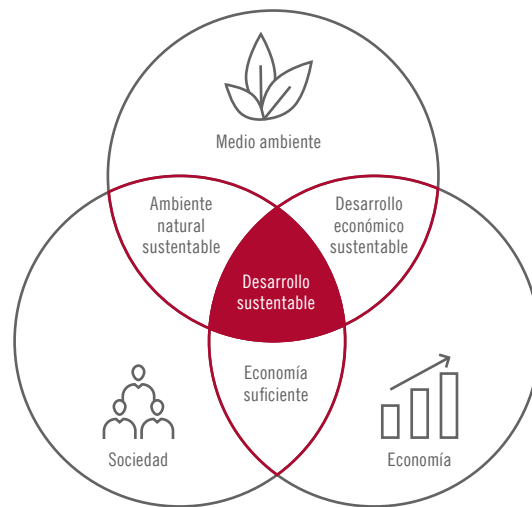 Medio ambiente
Ambiente
natural
sustentable
Desarrollo
económico
sustentable
Desarrollo
sustentable
Economía
suficiente
Sociedad
Economía